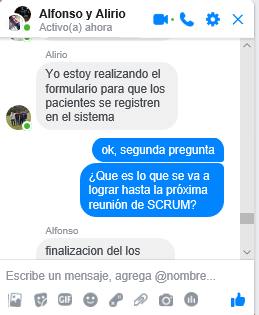 Alfonso y Alirio
Activo(a) ahora
Alirio
Yo estoy realizando el
formulario para que los
pacientes se registren
en el sistema
ok, segunda pregunta
¿Que es lo que se va a
lograr hasta la próxima
reunión de SCRUM?
Alfonso
finalizacion del los
Escribe un mensaje, agrega @nombre...
GIF